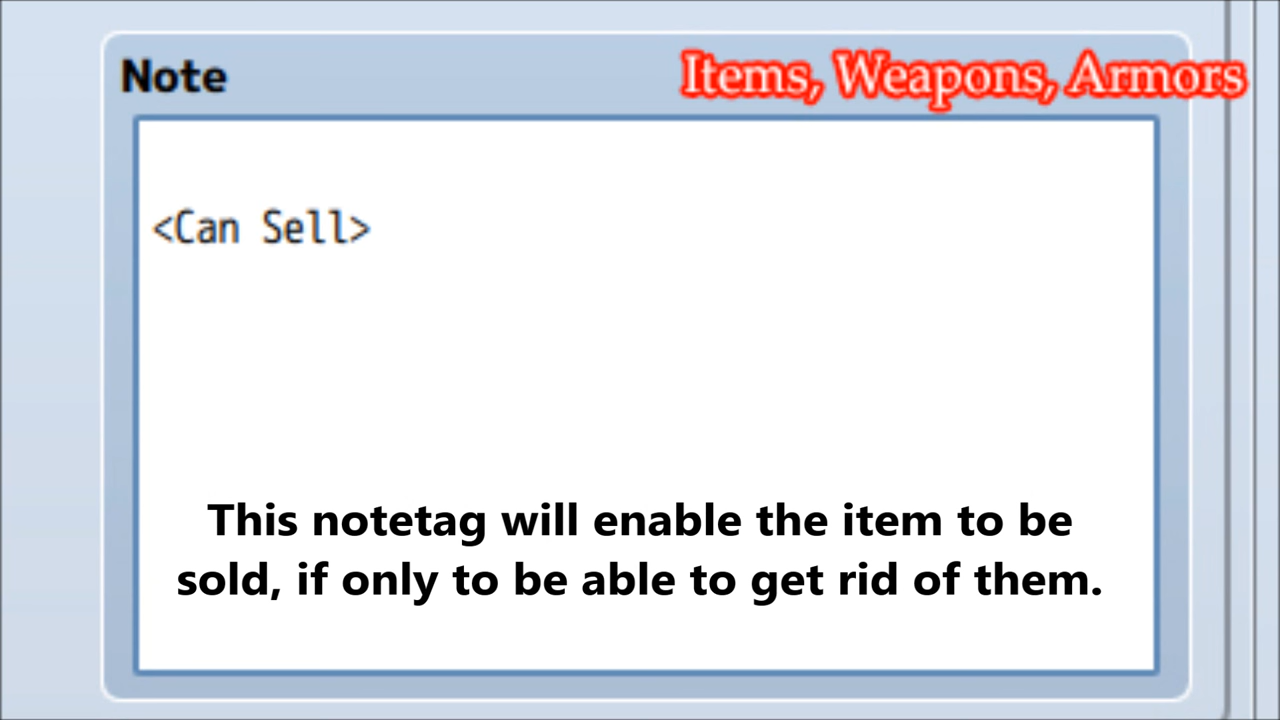 Note
Items, Weapons, Armors
<Can Sell>
This notetag will enable the item to be
sold, if only to be able to get rid of them.